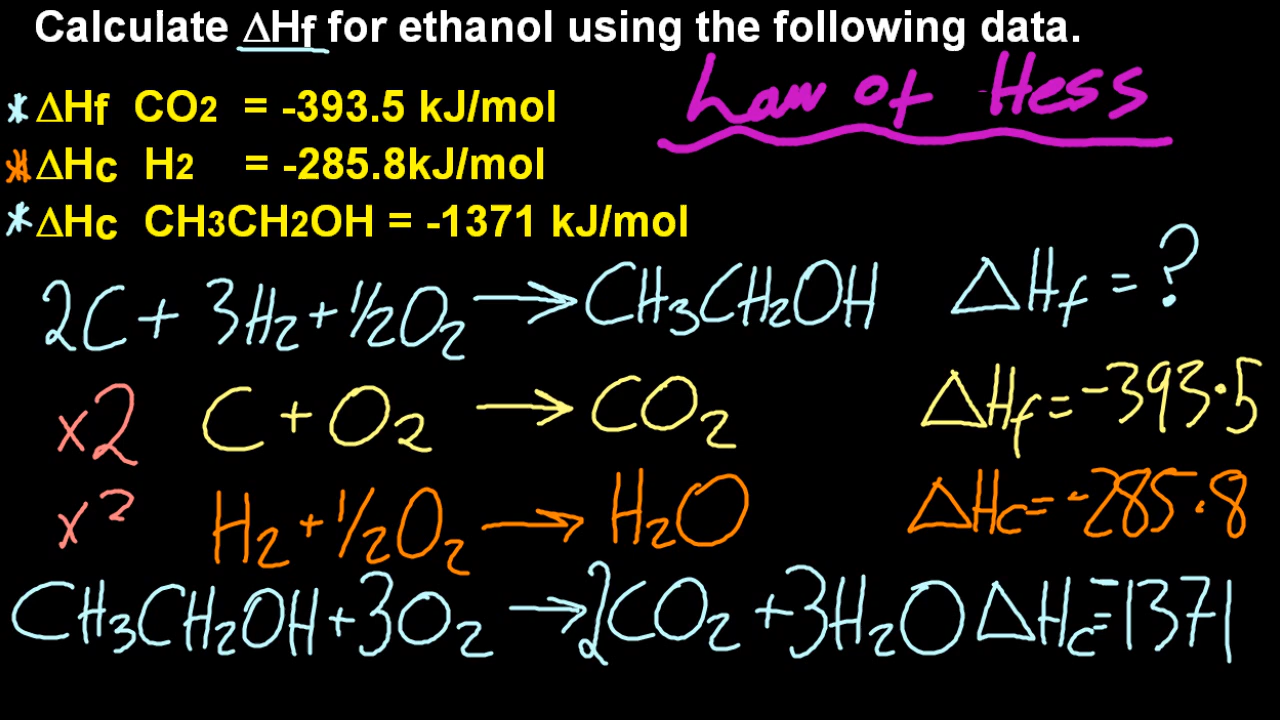 Calculate ΔHf for ethanol using the following data.
Law of Hess
* ΔHf CO2 = -393.5 kJ/mol
* ΔHc H2 = -285.8kJ/mol
* ΔHc CH3CH2OH = -1371 kJ/mol
2C + 3H2 + 1/2O2 → CH3CH2OH ΔHf = ?
x2 C + O2 → CO2 ΔHf = -393.5
x H2 + 1/2O2 → H2O ΔHc = -285.8
CH3CH2OH + 3O2 → 2CO2 + 3H2O ΔHc = -1371